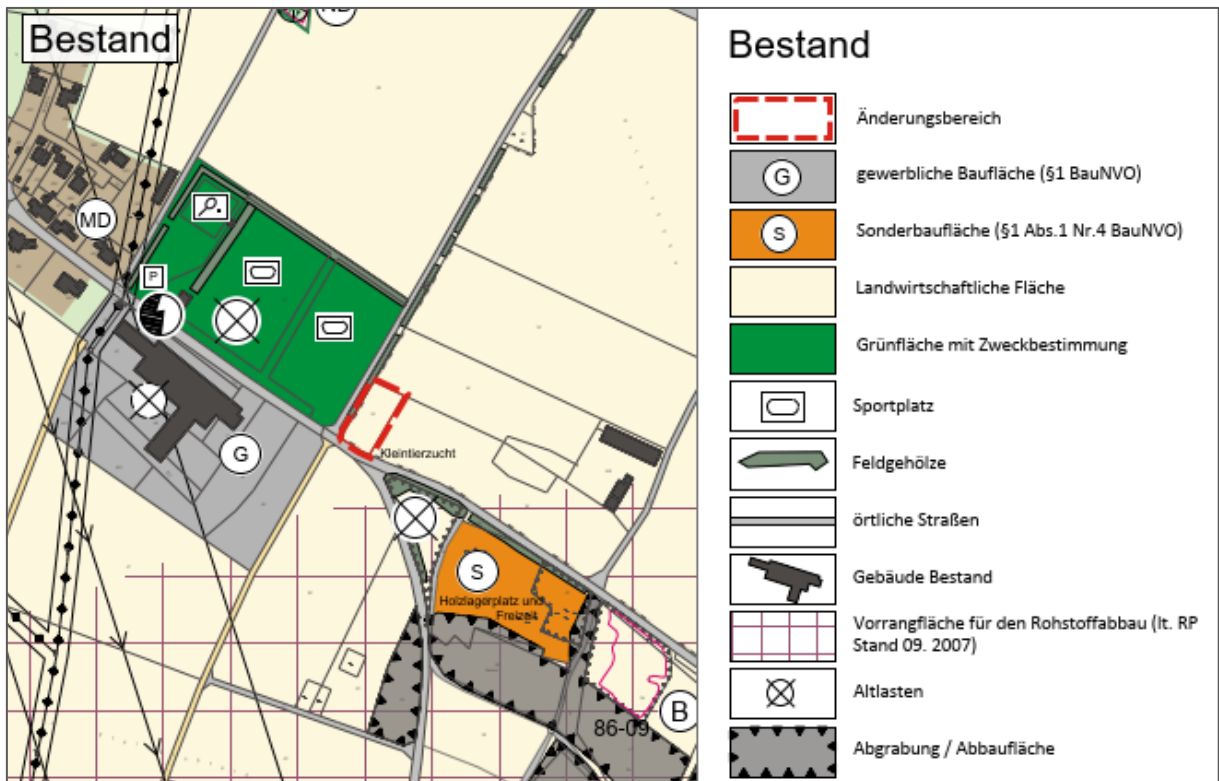 Bestand
MD
P
G
Kleintierzucht
S
Holzlagerplatz und
Freizeit
86-09
B
Bestand
Änderungsbereich
G
gewerbliche Baufläche (§1 BauNVO)
S
Sonderbaufläche (§1 Abs.1 Nr.4 BauNVO)
Landwirtschaftliche Fläche
Grünfläche mit Zweckbestimmung
Sportplatz
Feldgehölze
örtliche Straßen
Gebäude Bestand
Vorrangfläche für den Rohstoffabbau (lt. RP
Stand 09. 2007)
Altlasten
Abgrabung / Abbaufläche